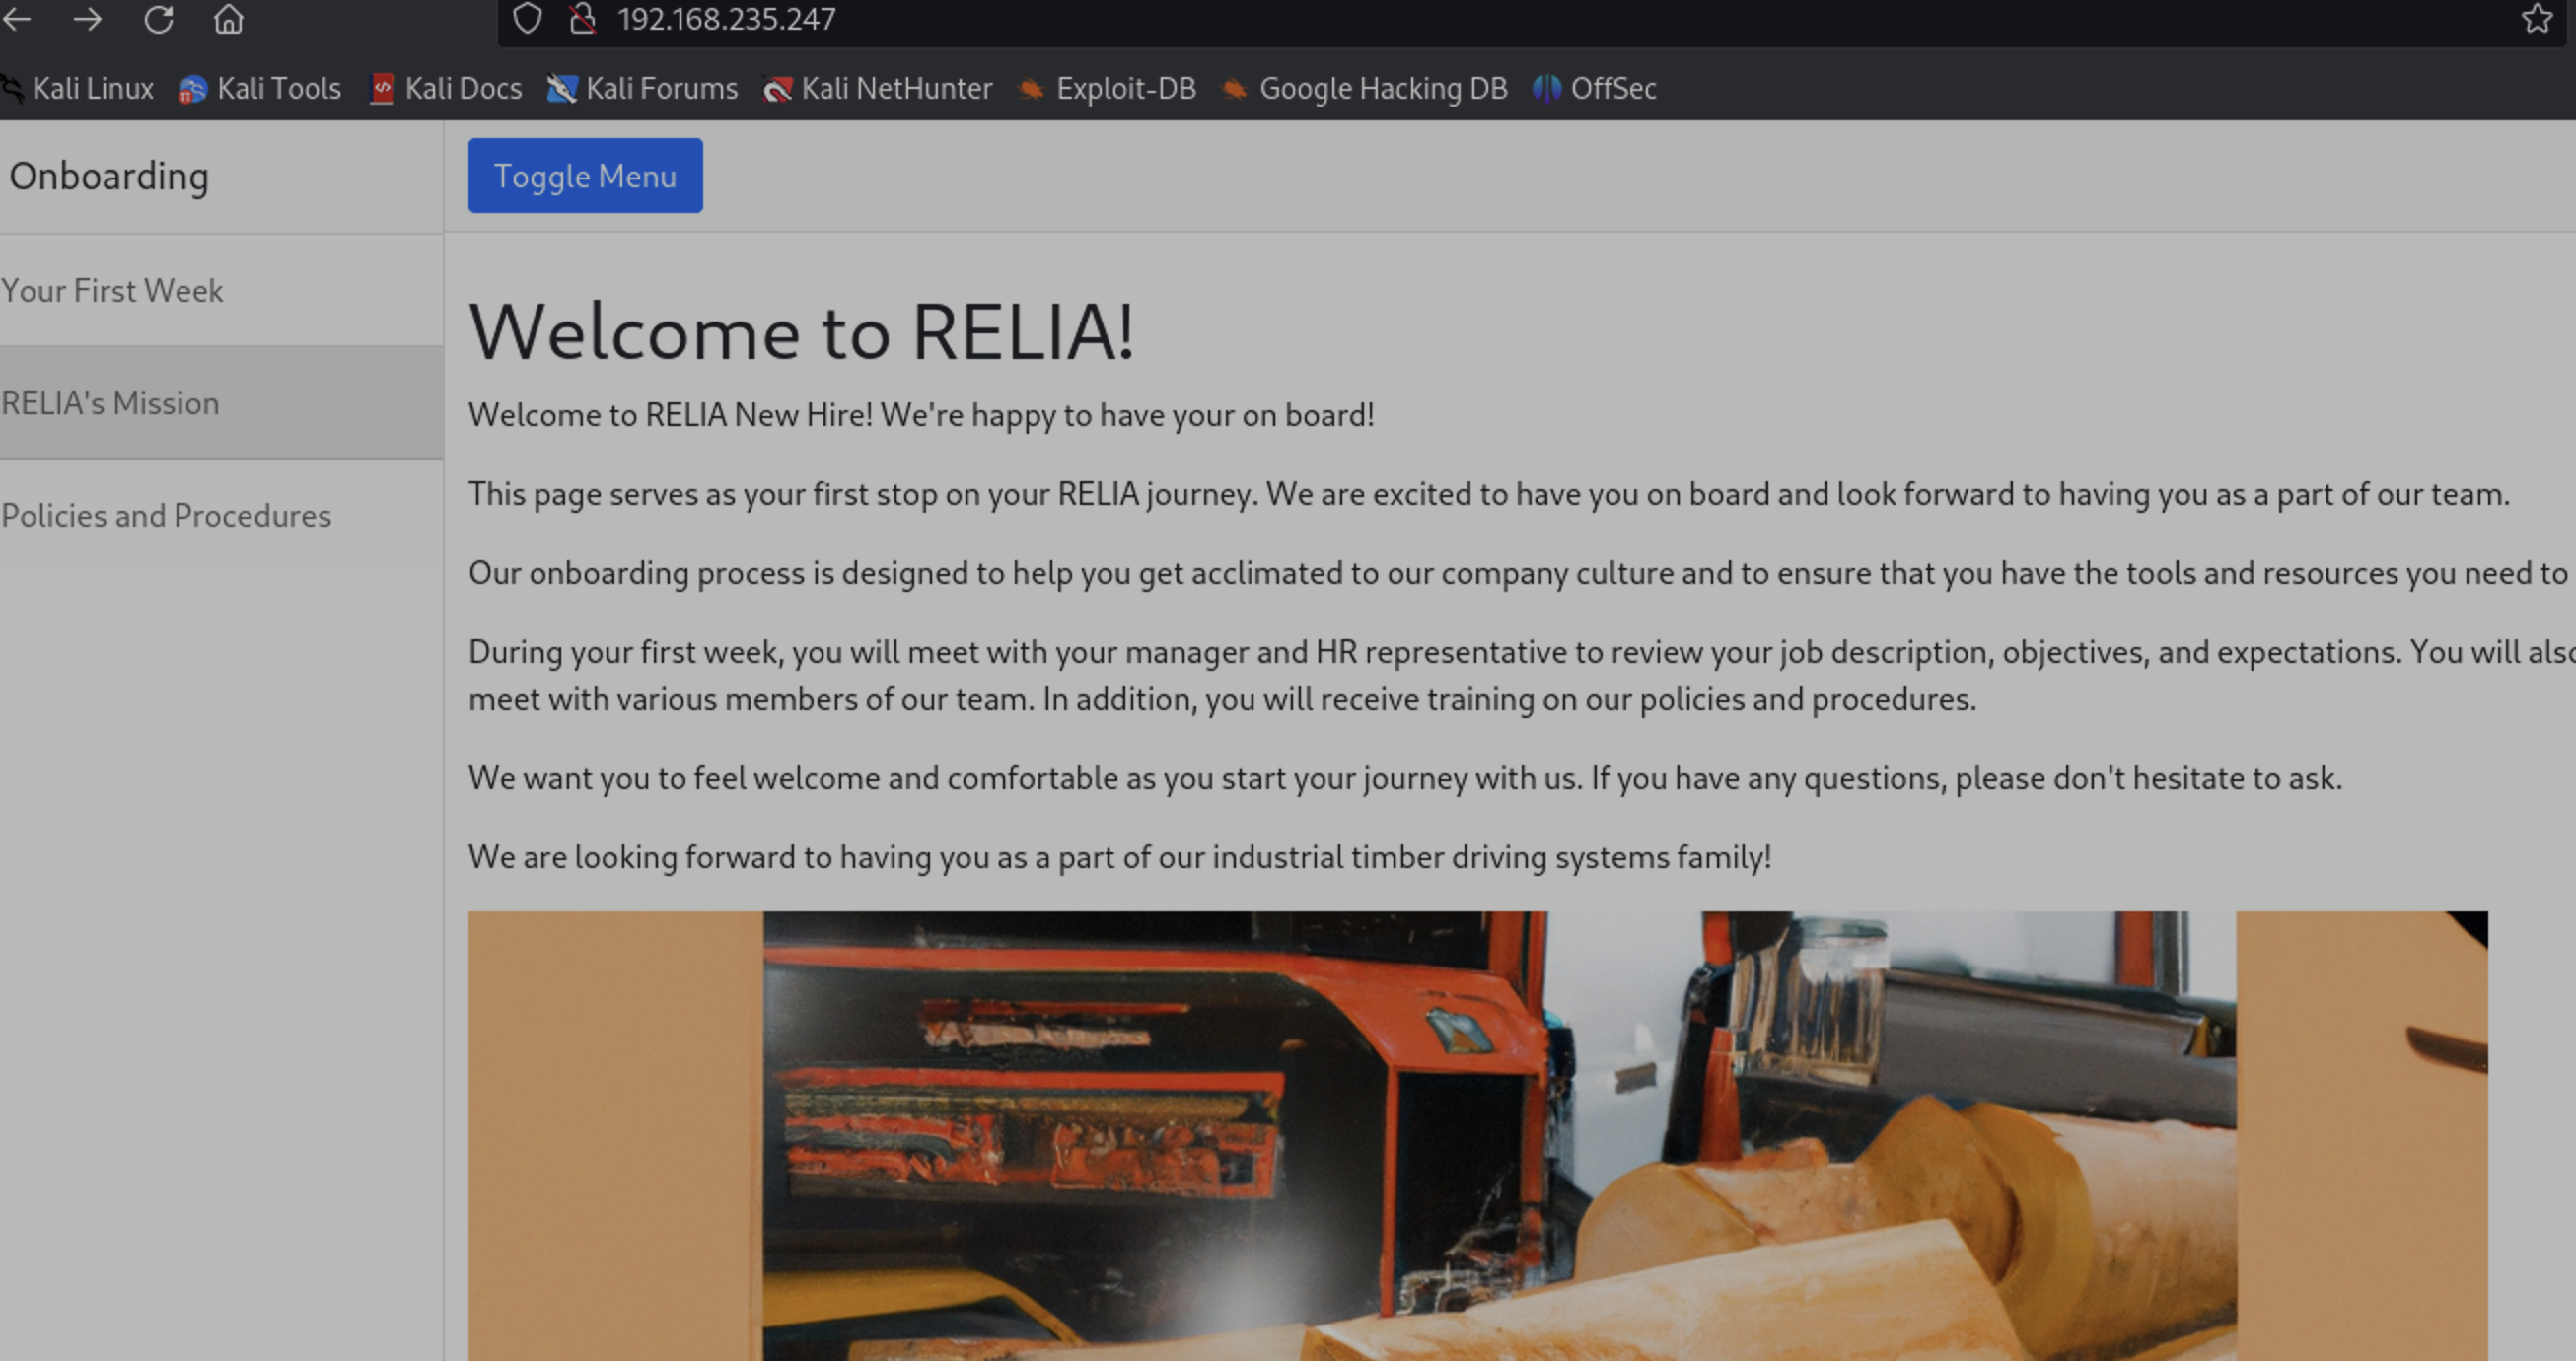 192.168.235.247
Kali Linux Kali Tools Kali Docs Kali Forums Kali NetHunter Exploit-DB Google Hacking DB OffSec
Onboarding
Toggle Menu
Your First Week
RELIA's Mission
Policies and Procedures
Welcome to RELIA!
Welcome to RELIA New Hire! We're happy to have your on board!
This page serves as your first stop on your RELIA journey. We are excited to have you on board and look forward to having you as a part of our team.
Our onboarding process is designed to help you get acclimated to our company culture and to ensure that you have the tools and resources you need to
During your first week, you will meet with your manager and HR representative to review your job description, objectives, and expectations. You will also
meet with various members of our team. In addition, you will receive training on our policies and procedures.
We want you to feel welcome and comfortable as you start your journey with us. If you have any questions, please don't hesitate to ask.
We are looking forward to having you as a part of our industrial timber driving systems family!